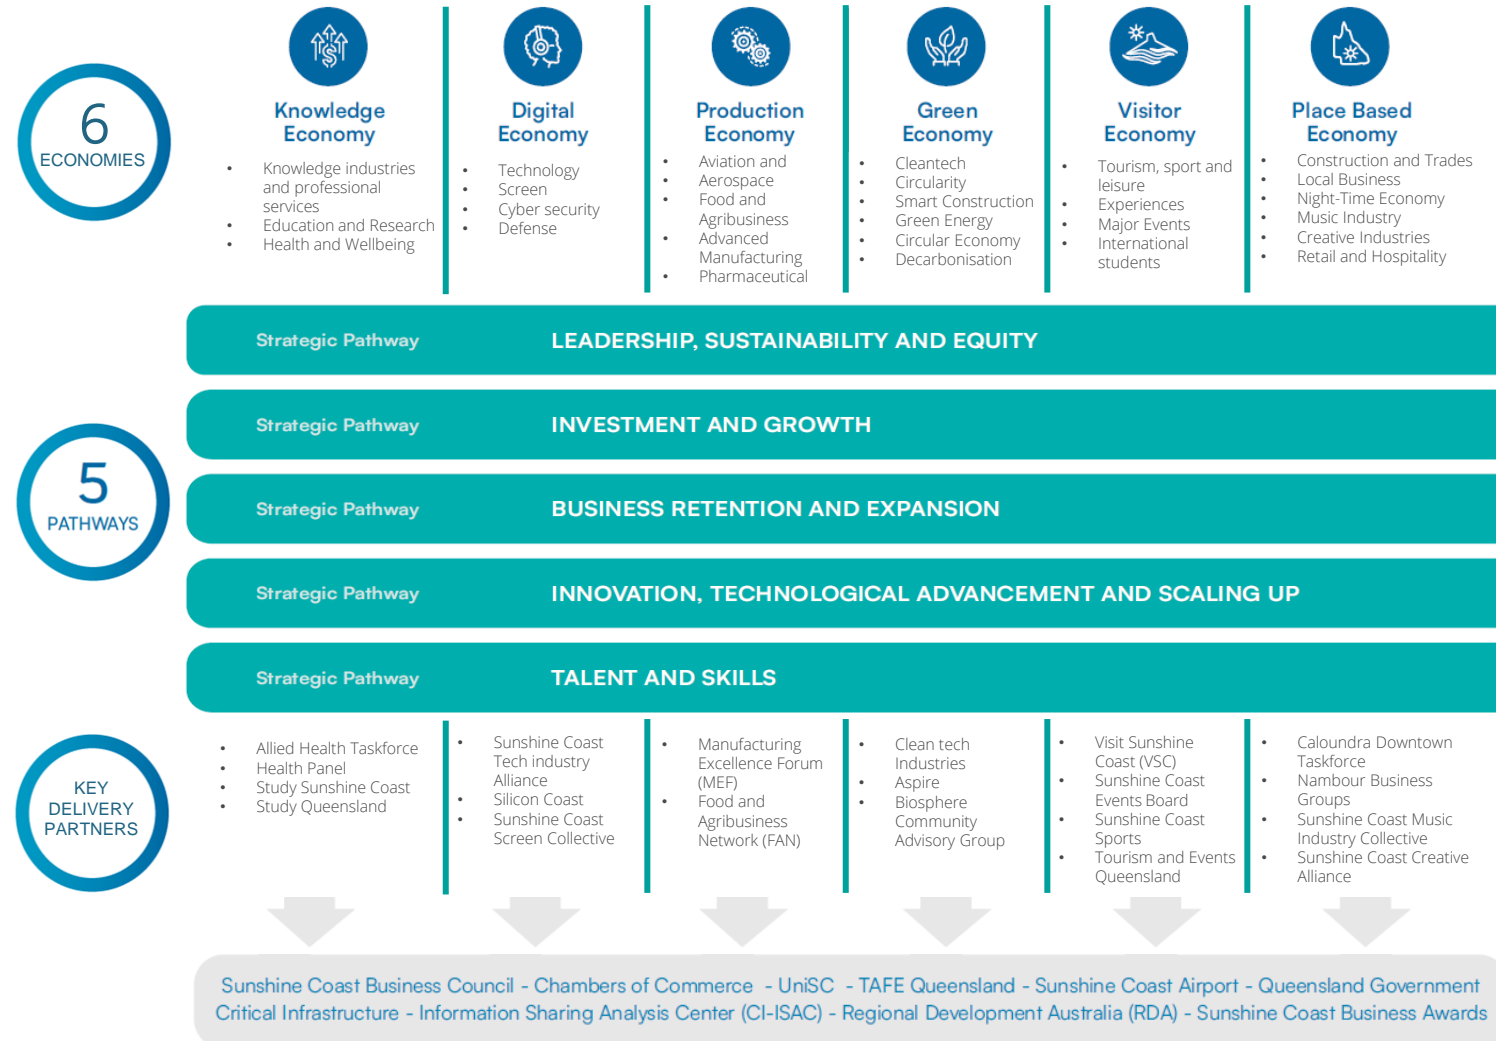 6
ECONOMIES
Knowledge
Economy
• Knowledge industries
and professional
services
• Education and Research
• Health and Wellbeing
Digital
Economy
• Technology
• Screen
• Cyber security
• Defense
Production
Economy
• Aviation and
• Aerospace
• Food and
Agribusiness
• Advanced
Manufacturing
• Pharmaceutical
Green
Economy
• Cleantech
• Circularity
• Smart Construction
• Green Energy
• Circular Economy
• Decarbonisation
Visitor
Economy
• Tourism, sport and
leisure
• Experiences
• Major Events
• International
students
Place Based
Economy
• Construction and Trades
• Local Business
• Night-Time Economy
• Music Industry
• Creative Industries
• Retail and Hospitality
5
PATHWAYS
Strategic Pathway LEADERSHIP, SUSTAINABILITY AND EQUITY
Strategic Pathway INVESTMENT AND GROWTH
Strategic Pathway BUSINESS RETENTION AND EXPANSION
Strategic Pathway INNOVATION, TECHNOLOGICAL ADVANCEMENT AND SCALING UP
Strategic Pathway TALENT AND SKILLS
KEY
DELIVERY
PARTNERS
• Allied Health Taskforce
• Health Panel
• Study Sunshine Coast
• Study Queensland
• Sunshine Coast
Tech industry
Alliance
• Silicon Coast
• Sunshine Coast
Screen Collective
• Manufacturing
Excellence Forum
(MEF)
• Food and
Agribusiness
Network (FAN)
• Clean tech
Industries
• Aspire
• Biosphere
Community
Advisory Group
• Visit Sunshine
Coast (VSC)
• Sunshine Coast
Events Board
• Sunshine Coast
Sports
• Tourism and Events
Queensland
• Caloundra Downtown
Taskforce
• Nambour Business
Groups
• Sunshine Coast Music
Industry Collective
• Sunshine Coast Creative
Alliance
Sunshine Coast Business Council - Chambers of Commerce - UniSC - TAFE Queensland - Sunshine Coast Airport - Queensland Government
Critical Infrastructure - Information Sharing Analysis Center (CI-ISAC) - Regional Development Australia (RDA) - Sunshine Coast Business Awards